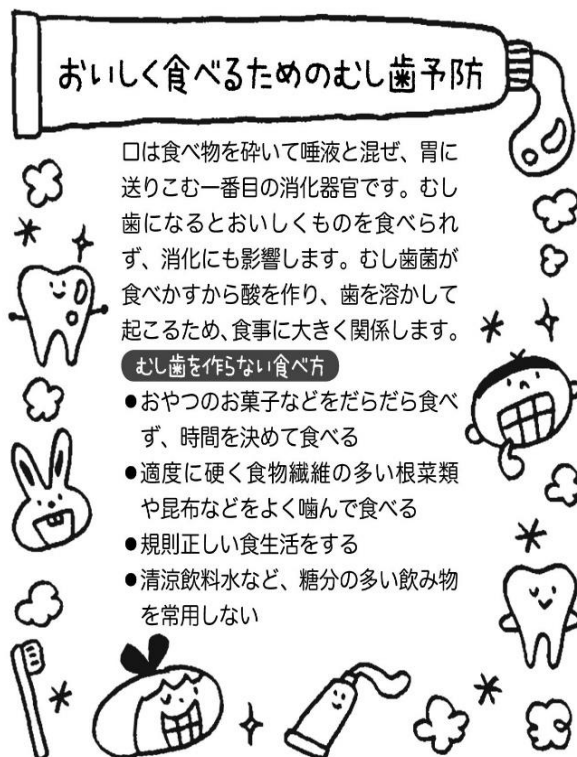 おいしく食べるためのむし歯予防
口は食べ物を砕いて唾液と混ぜ、胃に
送りこむ一番目の消化器官です。むし
歯になるとおいしくものを食べられ
ず、消化にも影響します。むし歯菌が
食べかすから酸を作り、歯を溶かして
起こるため、食事に大きく関係します。
むし歯を作らない食べ方
●おやつのお菓子などをだらだら食べ
ず、時間を決めて食べる
●適度に硬く食物繊維の多い根菜類
や昆布などをよく噛んで食べる
●規則正しい食生活をする
●清涼飲料水など、糖分の多い飲み物
を常用しない